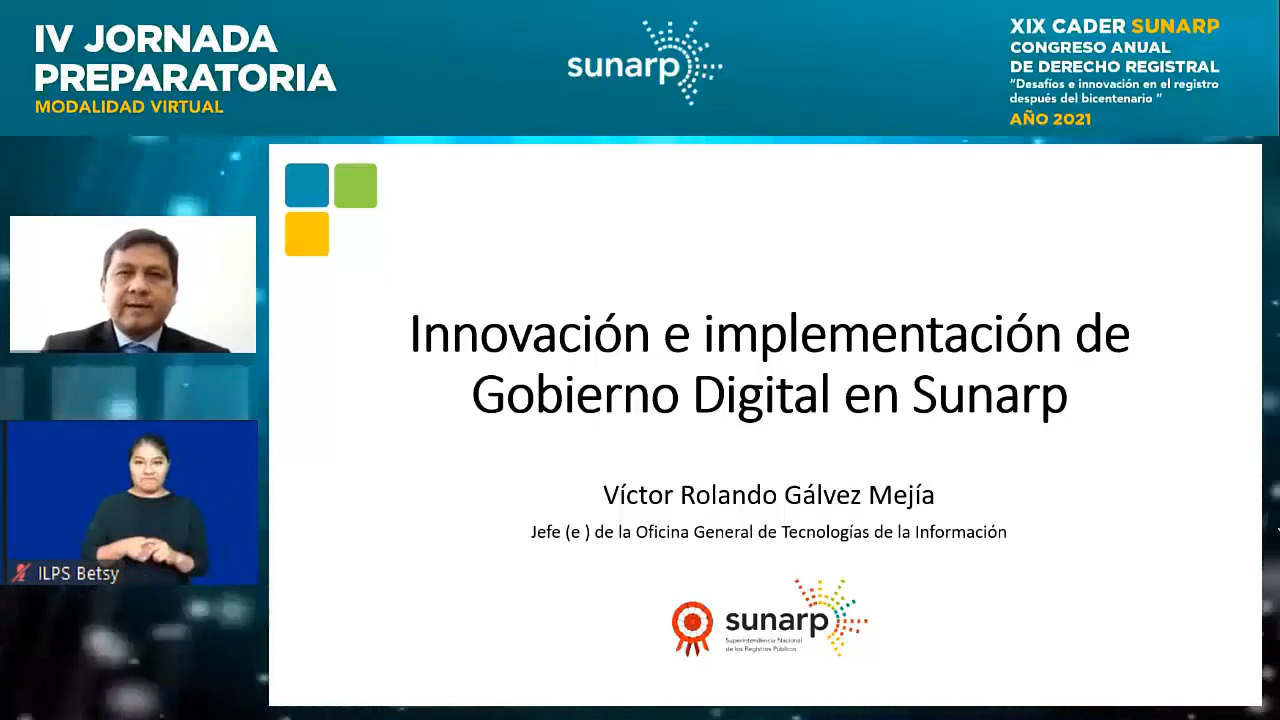 IV JORNADA
PREPARATORIA
MODALIDAD VIRTUAL
sunarp
XIX CADER SUNARP
CONGRESO ANUAL
DE DERECHO REGISTRAL
“Desafíos e innovación en el registro
después del bicentenario ”
AÑO 2021
Innovación e implementación de
Gobierno Digital en Sunarp
Víctor Rolando Gálvez Mejía
Jefe (e ) de la Oficina General de Tecnologías de la Información
ILPS Betsy
sunarp
Superintendencia Nacional
de los Registros Públicos